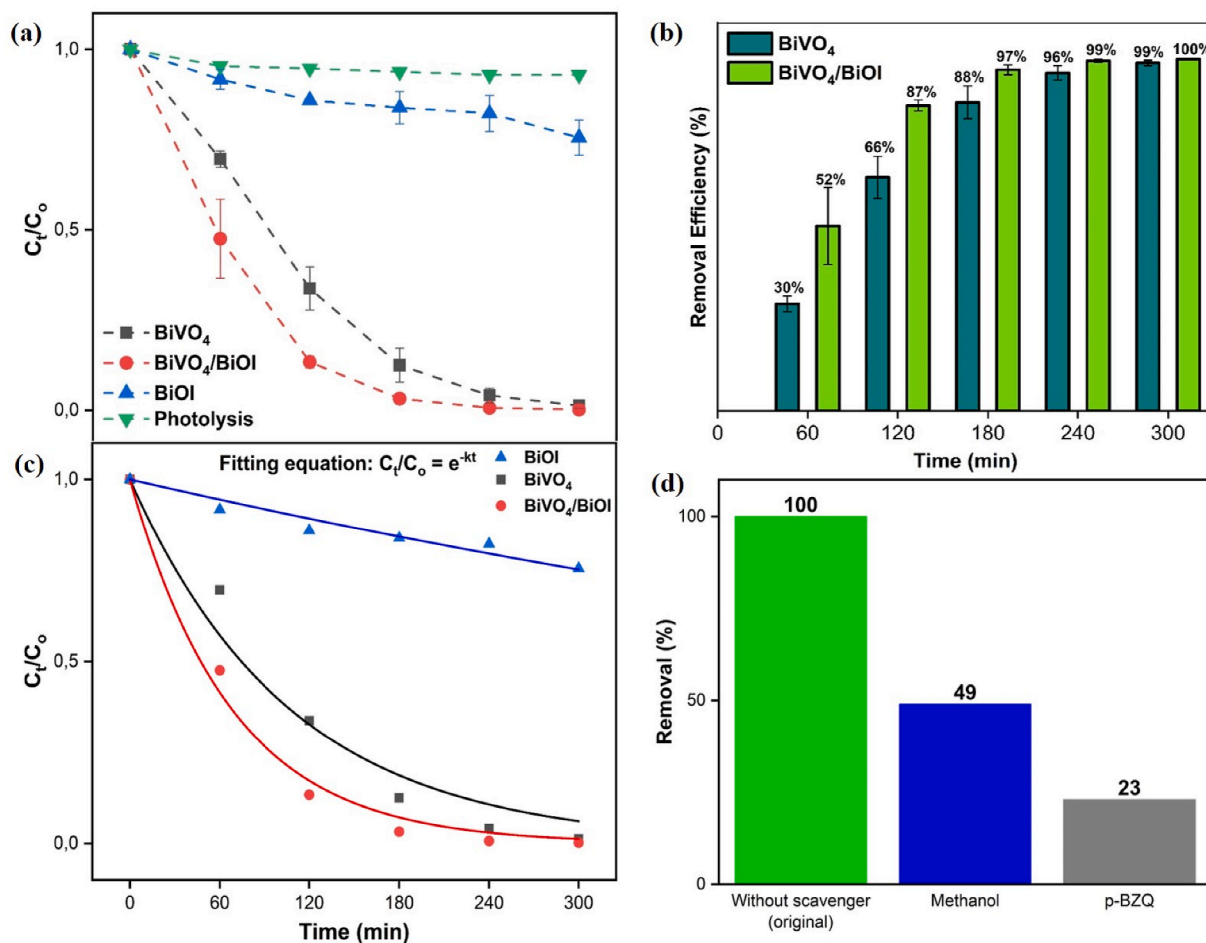 (a)
1,0
0,5
0,0
Cₜ/Cₒ
BiVO₄
BiVO₄/BiOI
BiOI
Photolysis
(b)
BiVO₄
BiVO₄/BiOI
Removal Efficiency (%)
30%
52%
66%
87%
88%
97%
96%
99%
99%
100%
0
60
120
180
240
300
Time (min)
(c)
Fitting equation: Cₜ/Cₒ = e⁻ᵏᵗ
BiOI
BiVO₄
BiVO₄/BiOI
1,0
0,5
0,0
Cₜ/Cₒ
0
60
120
180
240
300
Time (min)
(d)
100
50
0
Removal (%)
100
49
23
Without scavenger
(original)
Methanol
p-BZQ